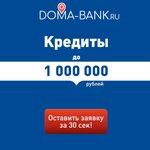 DOMA-BANK.RU
Кредиты
до
1 000 000
рублей
Оставить заявку
за 30 сек!